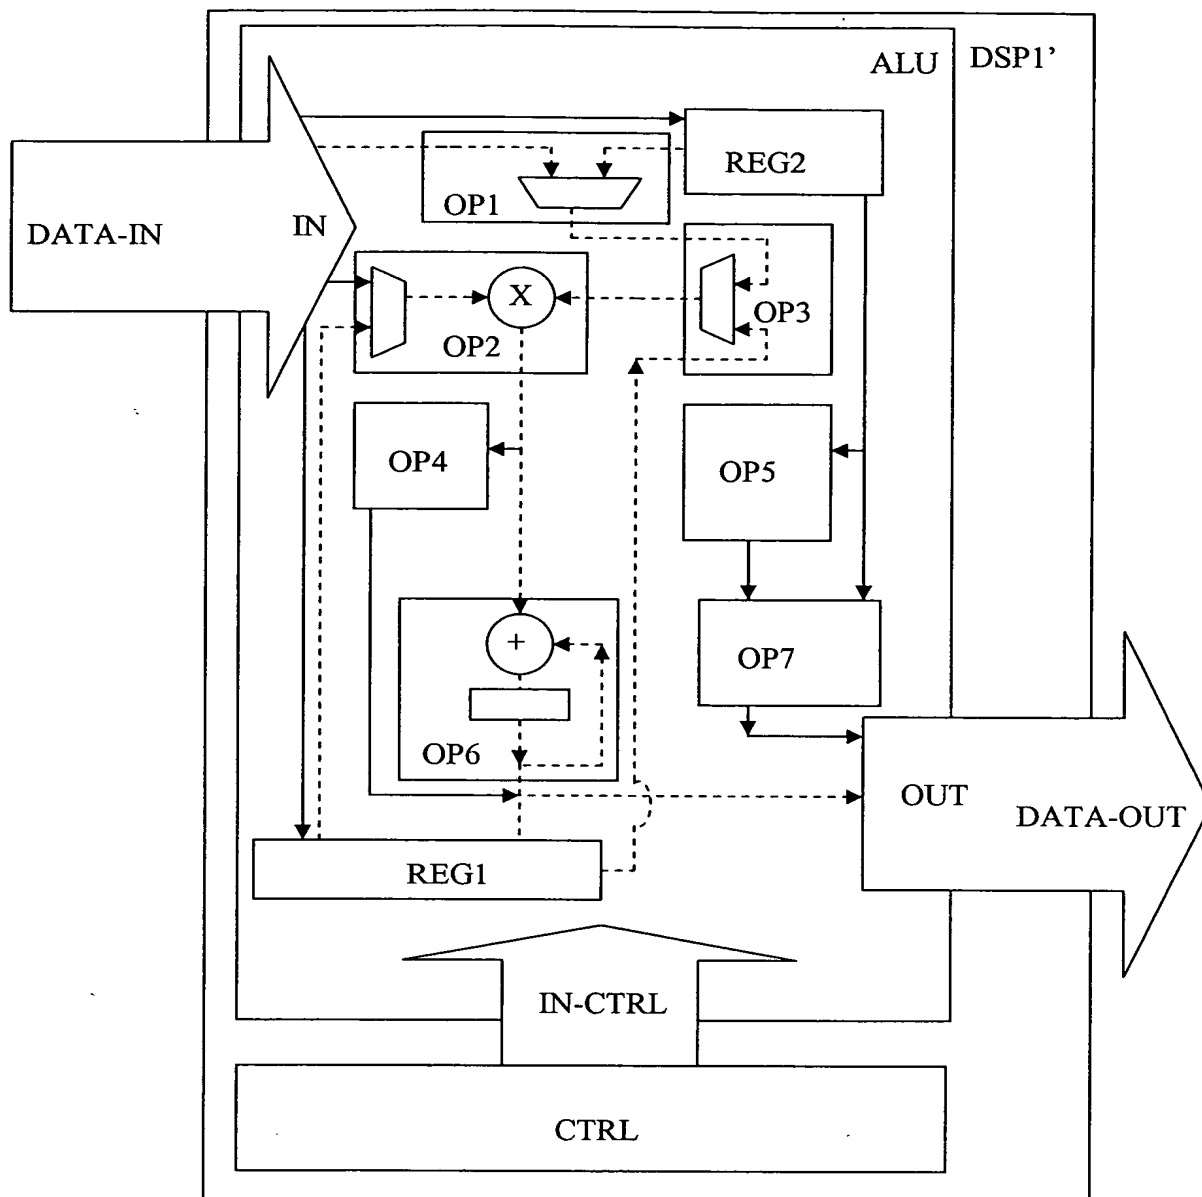 ALU
DSP1’
REG2
OP1
DATA-IN
IN
X
OP3
OP2
OP4
OP5
+
OP7
OP6
OUT
DATA-OUT
REG1
IN-CTRL
CTRL